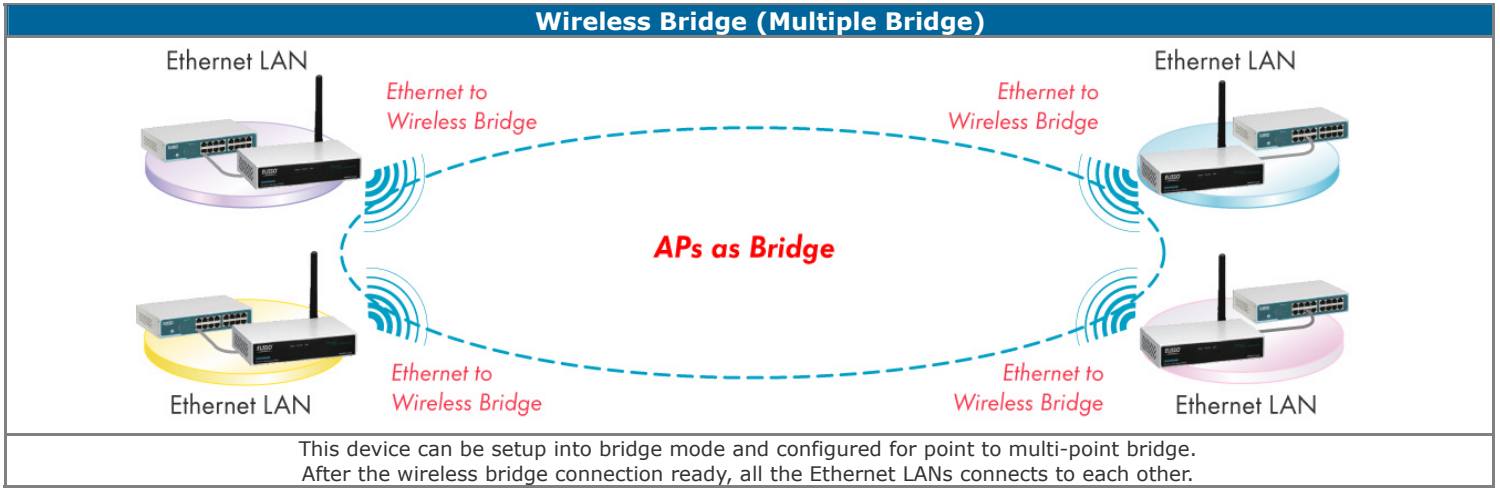 Wireless Bridge (Multiple Bridge)
Ethernet LAN
Ethernet LAN
Ethernet to
Wireless Bridge
Ethernet to
Wireless Bridge
APs as Bridge
Ethernet to
Wireless Bridge
Ethernet to
Wireless Bridge
Ethernet LAN
Ethernet LAN
This device can be setup into bridge mode and configured for point to multi-point bridge.
After the wireless bridge connection ready, all the Ethernet LANs connects to each other.